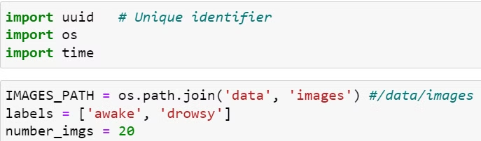 import uuid   # Unique identifier
import os
import time
IMAGES_PATH = os.path.join('data', 'images') #/data/images
labels = ['awake', 'drowsy']
number_imgs = 20